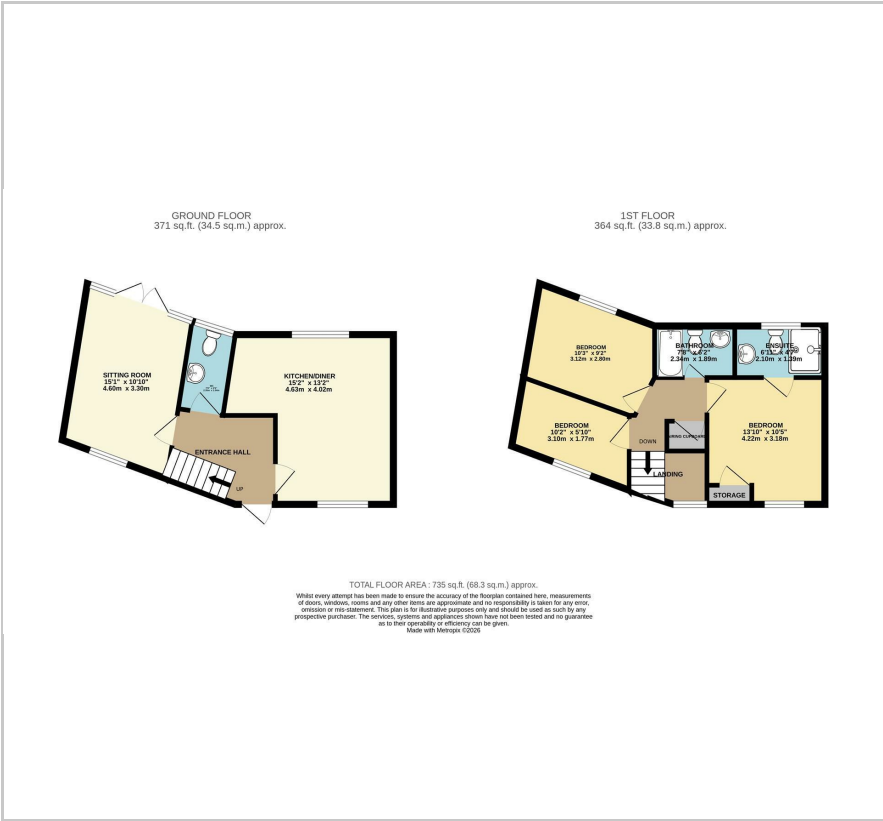 GROUND FLOOR
371 sq.ft. (34.5 sq.m.) approx.
1ST FLOOR
364 sq.ft. (33.8 sq.m.) approx.
SITTING ROOM
15'1" x 10'10"
4.60m x 3.30m
KITCHEN/DINER
15'2" x 13'2"
4.63m x 4.02m
ENTRANCE HALL
UP
BEDROOM
10'3" x 9'2"
3.12m x 2.80m
BATHROOM
7'8" x 6'2"
2.34m x 1.89m
ENSUITE
6'11" x 4'7"
2.10m x 1.39m
BEDROOM
10'2" x 5'10"
3.10m x 1.77m
DOWN
CUPBOARD
BEDROOM
13'10" x 10'5"
4.22m x 3.18m
LANDING
STORAGE
TOTAL FLOOR AREA : 735 sq.ft. (68.3 sq.m.) approx.
Whilst every attempt has been made to ensure the accuracy of the floorplan contained here, measurements
of doors, windows, rooms and any other items are approximate and no responsibility is taken for any error,
omission or mis-statement. This plan is for illustrative purposes only and should be used as such by any
prospective purchaser. The services, systems and appliances shown have not been tested and no guarantee
as to their operability or efficiency can be given.
Made with Metropix ©2026